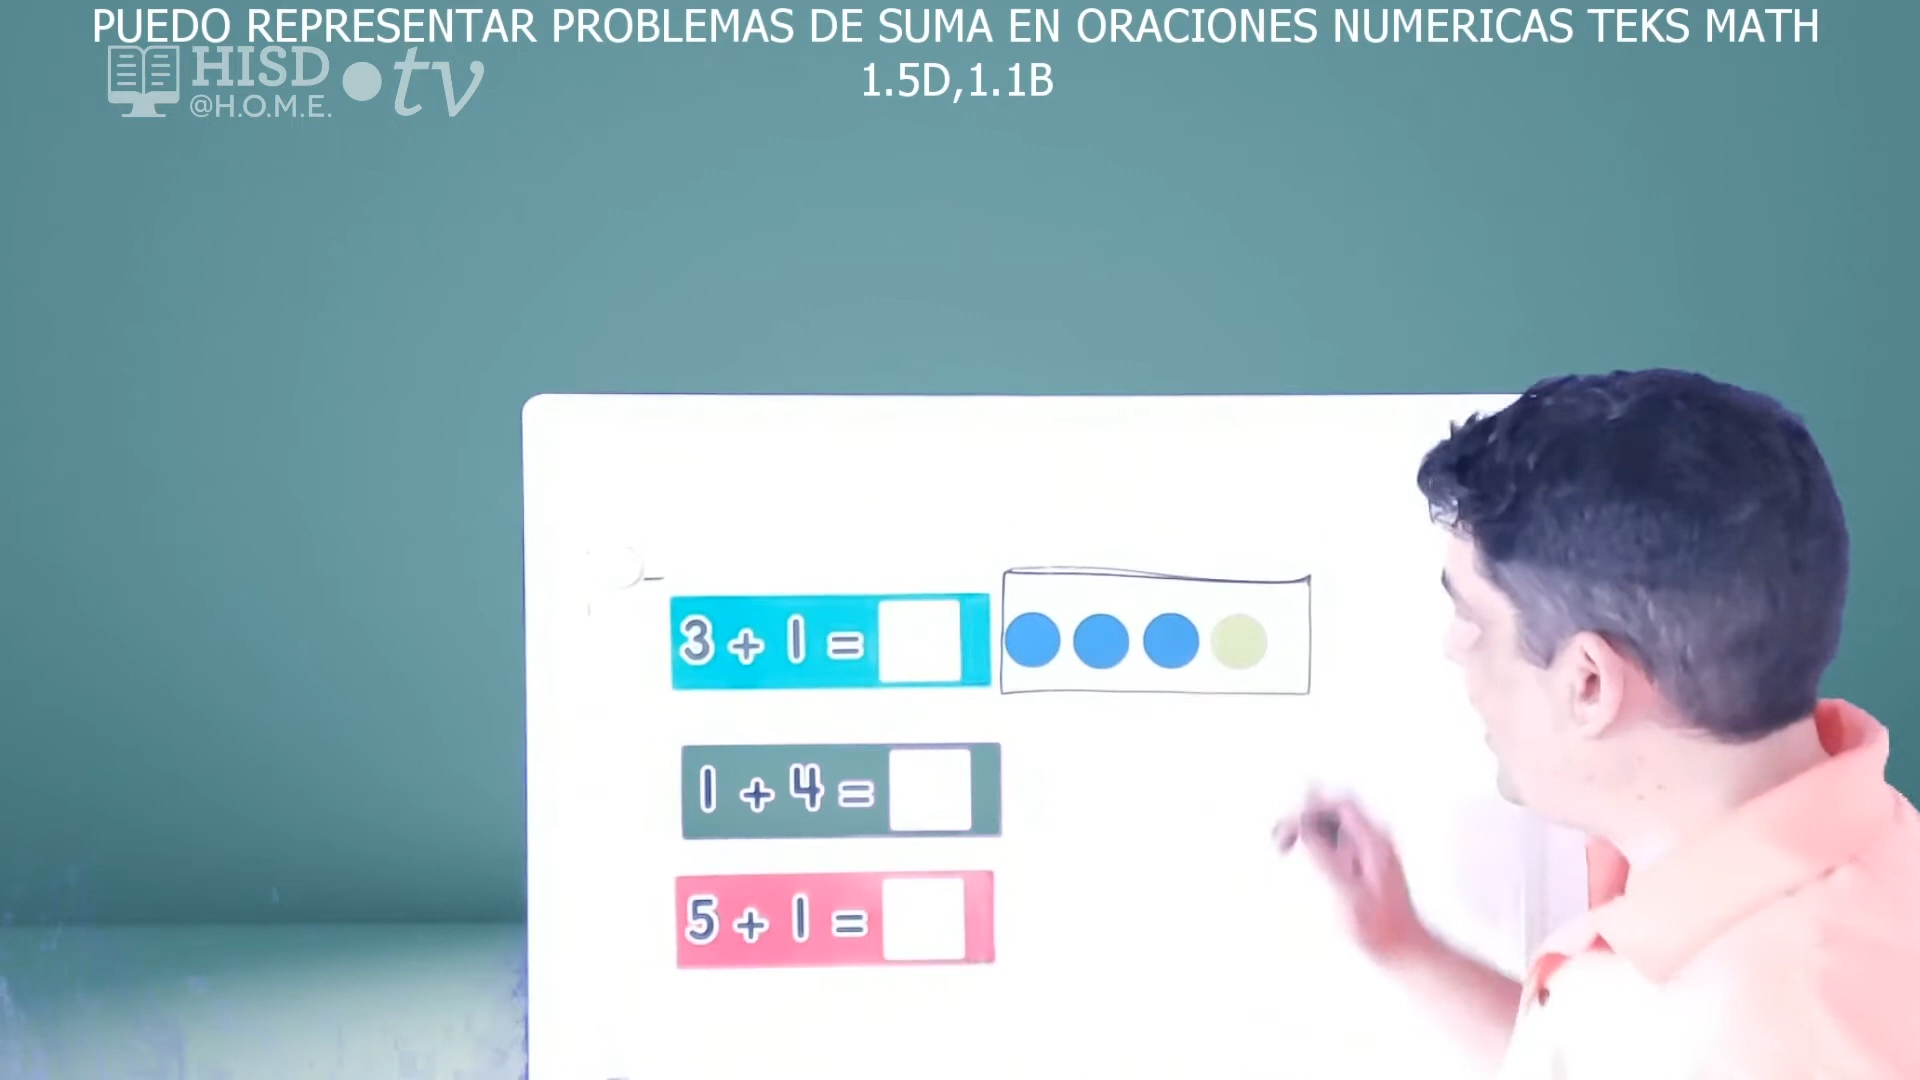 PUEDO REPRESENTAR PROBLEMAS DE SUMA EN ORACIONES NUMERICAS TEKS MATH
1.5D,1.1B
HISD
@H.O.M.E.
tv
3 + 1 =
1 + 4 =
5 + 1 =